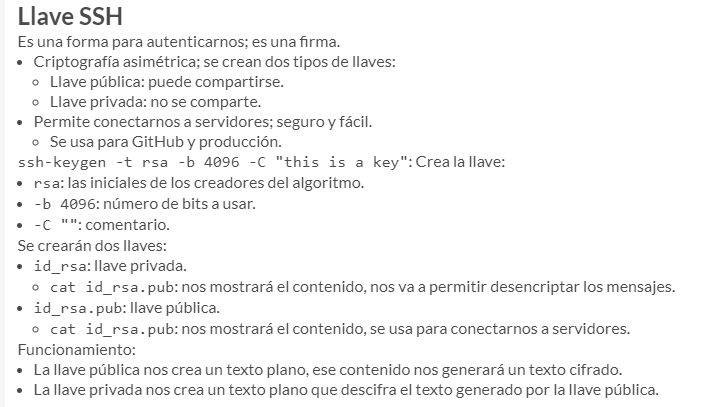 Llave SSH
Es una forma para autenticarnos; es una firma.
• Criptografía asimétrica; se crean dos tipos de llaves:
◦ Llave pública: puede compartirse.
◦ Llave privada: no se comparte.
• Permite conectarnos a servidores; seguro y fácil.
◦ Se usa para GitHub y producción.
ssh-keygen -t rsa -b 4096 -C "this is a key": Crea la llave:
• rsa: las iniciales de los creadores del algoritmo.
• -b 4096: número de bits a usar.
• -C "": comentario.
Se crearán dos llaves:
• id_rsa: llave privada.
◦ cat id_rsa.pub: nos mostrará el contenido, nos va a permitir desencriptar los mensajes.
• id_rsa.pub: llave pública.
◦ cat id_rsa.pub: nos mostrará el contenido, se usa para conectarnos a servidores.
Funcionamiento:
• La llave pública nos crea un texto plano, ese contenido nos generará un texto cifrado.
• La llave privada nos crea un texto plano que descifra el texto generado por la llave pública.